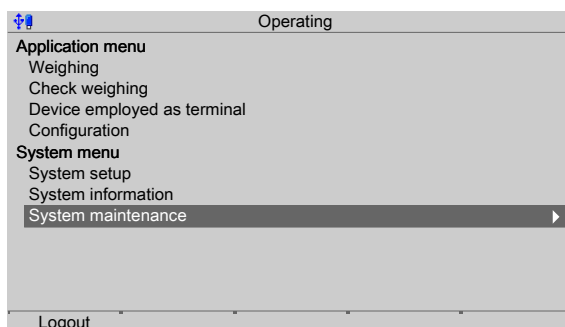 Operating
Application menu
Weighing
Check weighing
Device employed as terminal
Configuration
System menu
System setup
System information
System maintenance
Logout